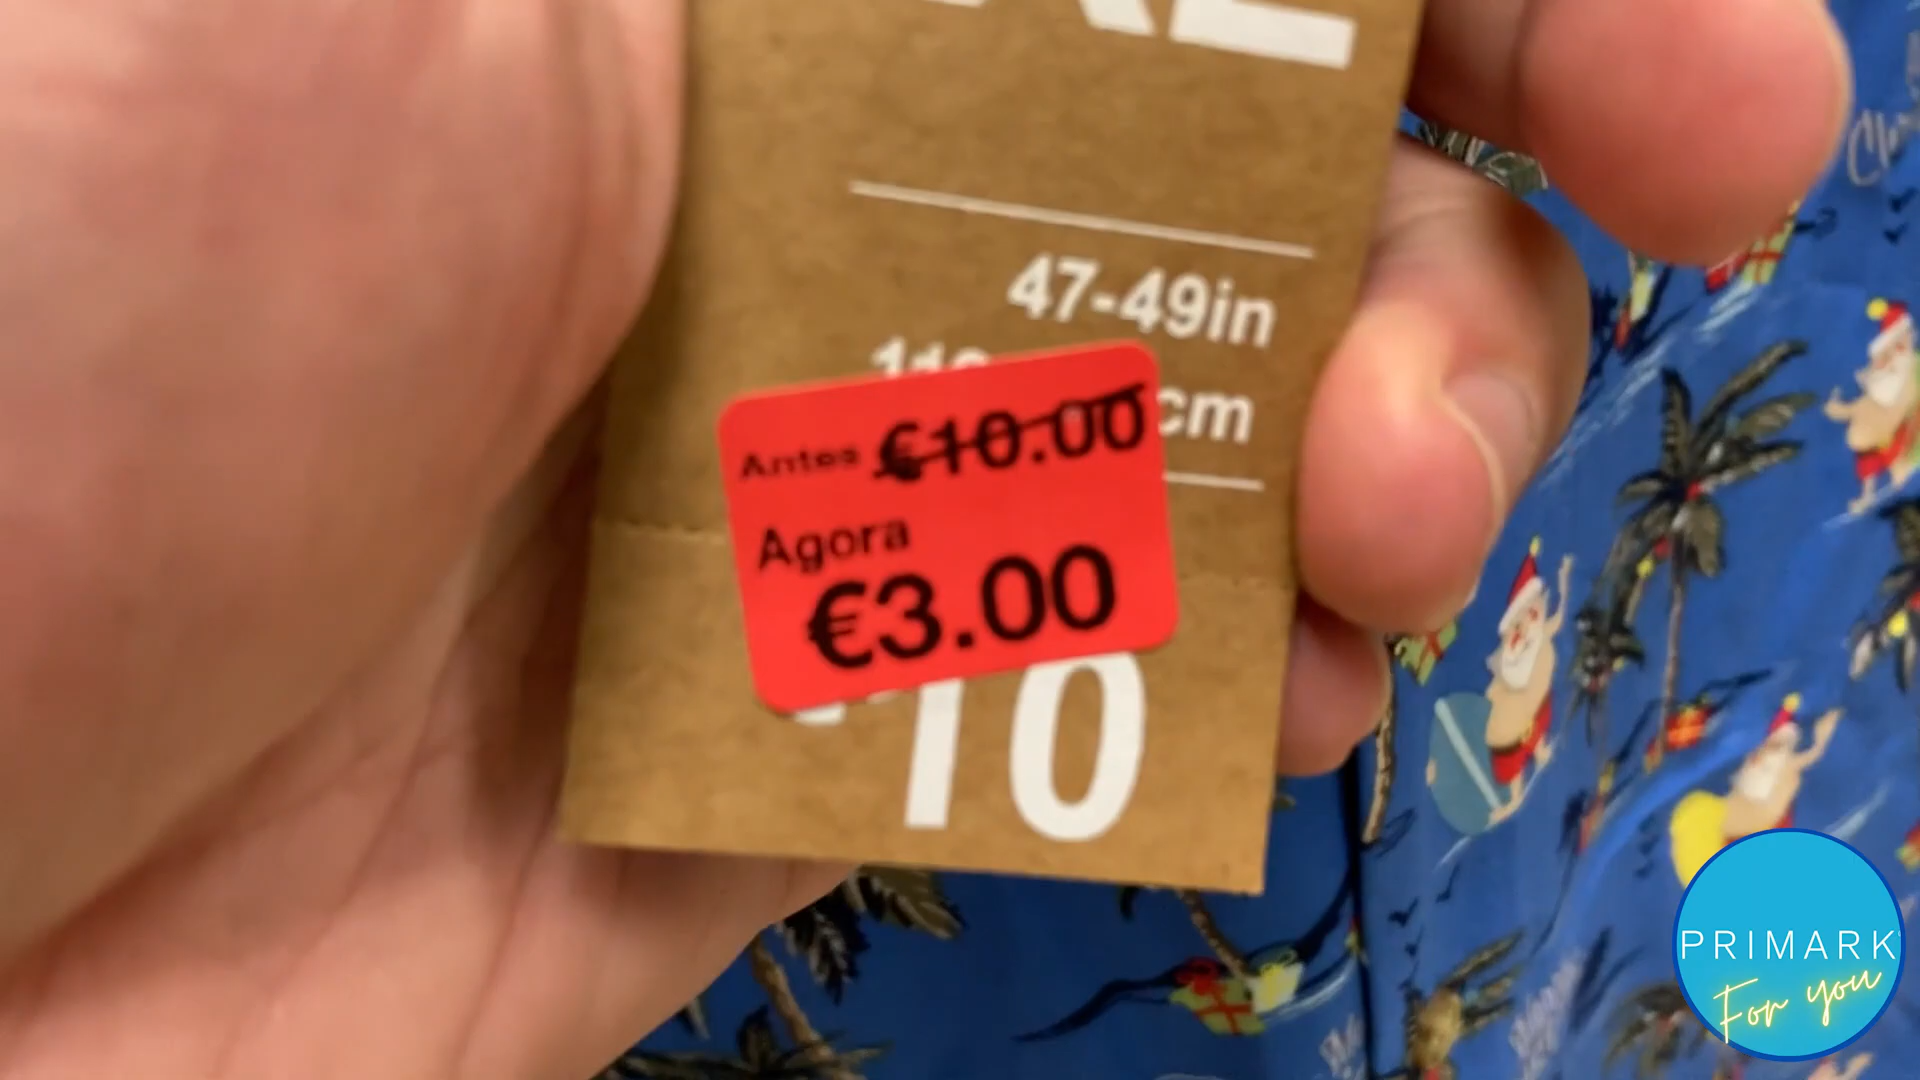 47-49in
cm
Antes €10.00
Agora
€3.00
10
PRIMARK
For you